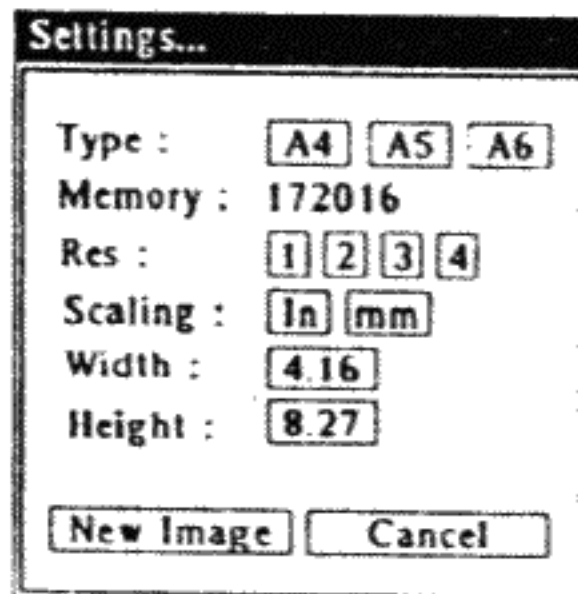 Settings...
Type : A4 A5 A6
Memory : 172016
Res : 1 2 3 4
Scaling : In mm
Width : 4.16
Height : 8.27
New Image Cancel